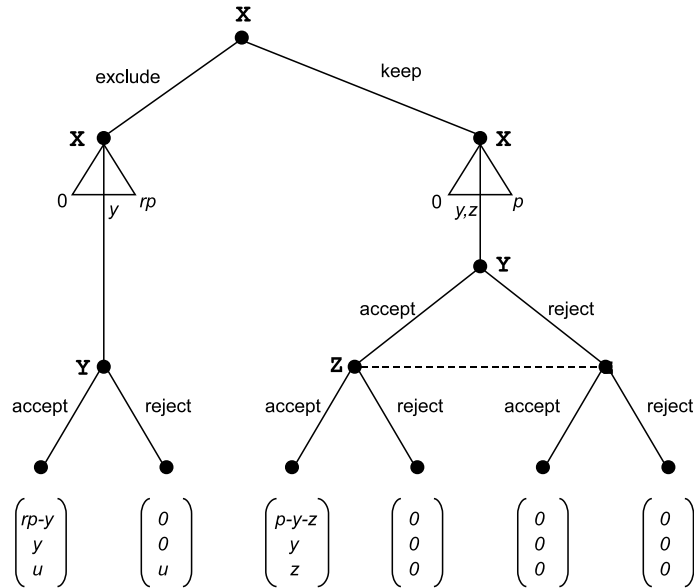 X
exclude
keep
X
X
0 y rp
0 y,z p
Y
accept
reject
Y
Z
accept
reject
accept
reject
accept
reject
rp-y 0 p-y-z 0 0 0
y 0 y 0 0 0
u u z 0 0 0